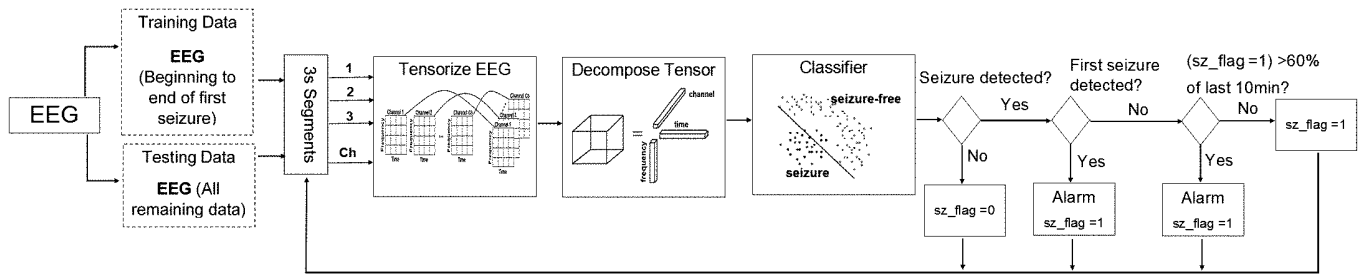 EEG
Training Data
EEG
(Beginning to
end of first
seizure)
Testing Data
EEG (All
remaining data)
3s Segments
1
2
3
Ch
Tensorize EEG
Channel 1
Time
Time
Decompose Tensor
channel
=
time
frequency
Classifier
seizure-free
seizure
Seizure detected?
Yes
No
sz_flag =0
First seizure
detected?
No
Yes
Alarm
sz_flag =1
(sz_flag =1) >60%
of last 10min?
No
Yes
Alarm
sz_flag =1
sz_flag =1